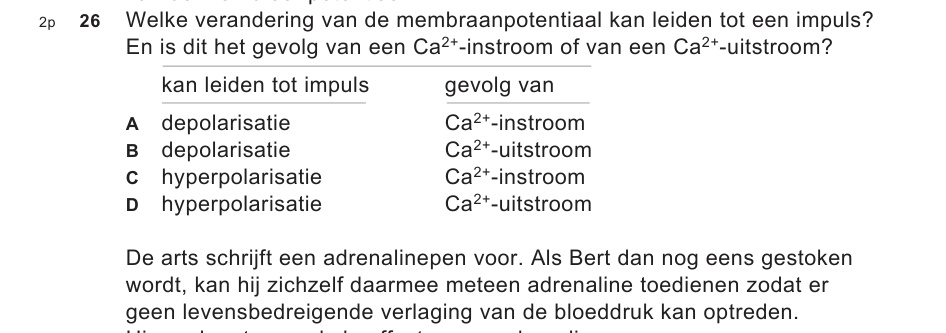 2p 26 Welke verandering van de membraanpotentiaal kan leiden tot een impuls?
En is dit het gevolg van een Ca²⁺-instroom of van een Ca²⁺-uitstroom?
kan leiden tot impuls gevolg van
A depolarisatie Ca²⁺-instroom
B depolarisatie Ca²⁺-uitstroom
C hyperpolarisatie Ca²⁺-instroom
D hyperpolarisatie Ca²⁺-uitstroom
De arts schrijft een adrenalinepen voor. Als Bert dan nog eens gestoken
wordt, kan hij zichzelf daarmee meteen adrenaline toedienen zodat er
geen levensbedreigende verlaging van de bloeddruk kan optreden.